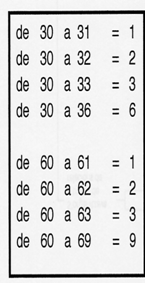 de 30 a 31 = 1
de 30 a 32 = 2
de 30 a 33 = 3
de 30 a 36 = 6
de 60 a 61 = 1
de 60 a 62 = 2
de 60 a 63 = 3
de 60 a 69 = 9